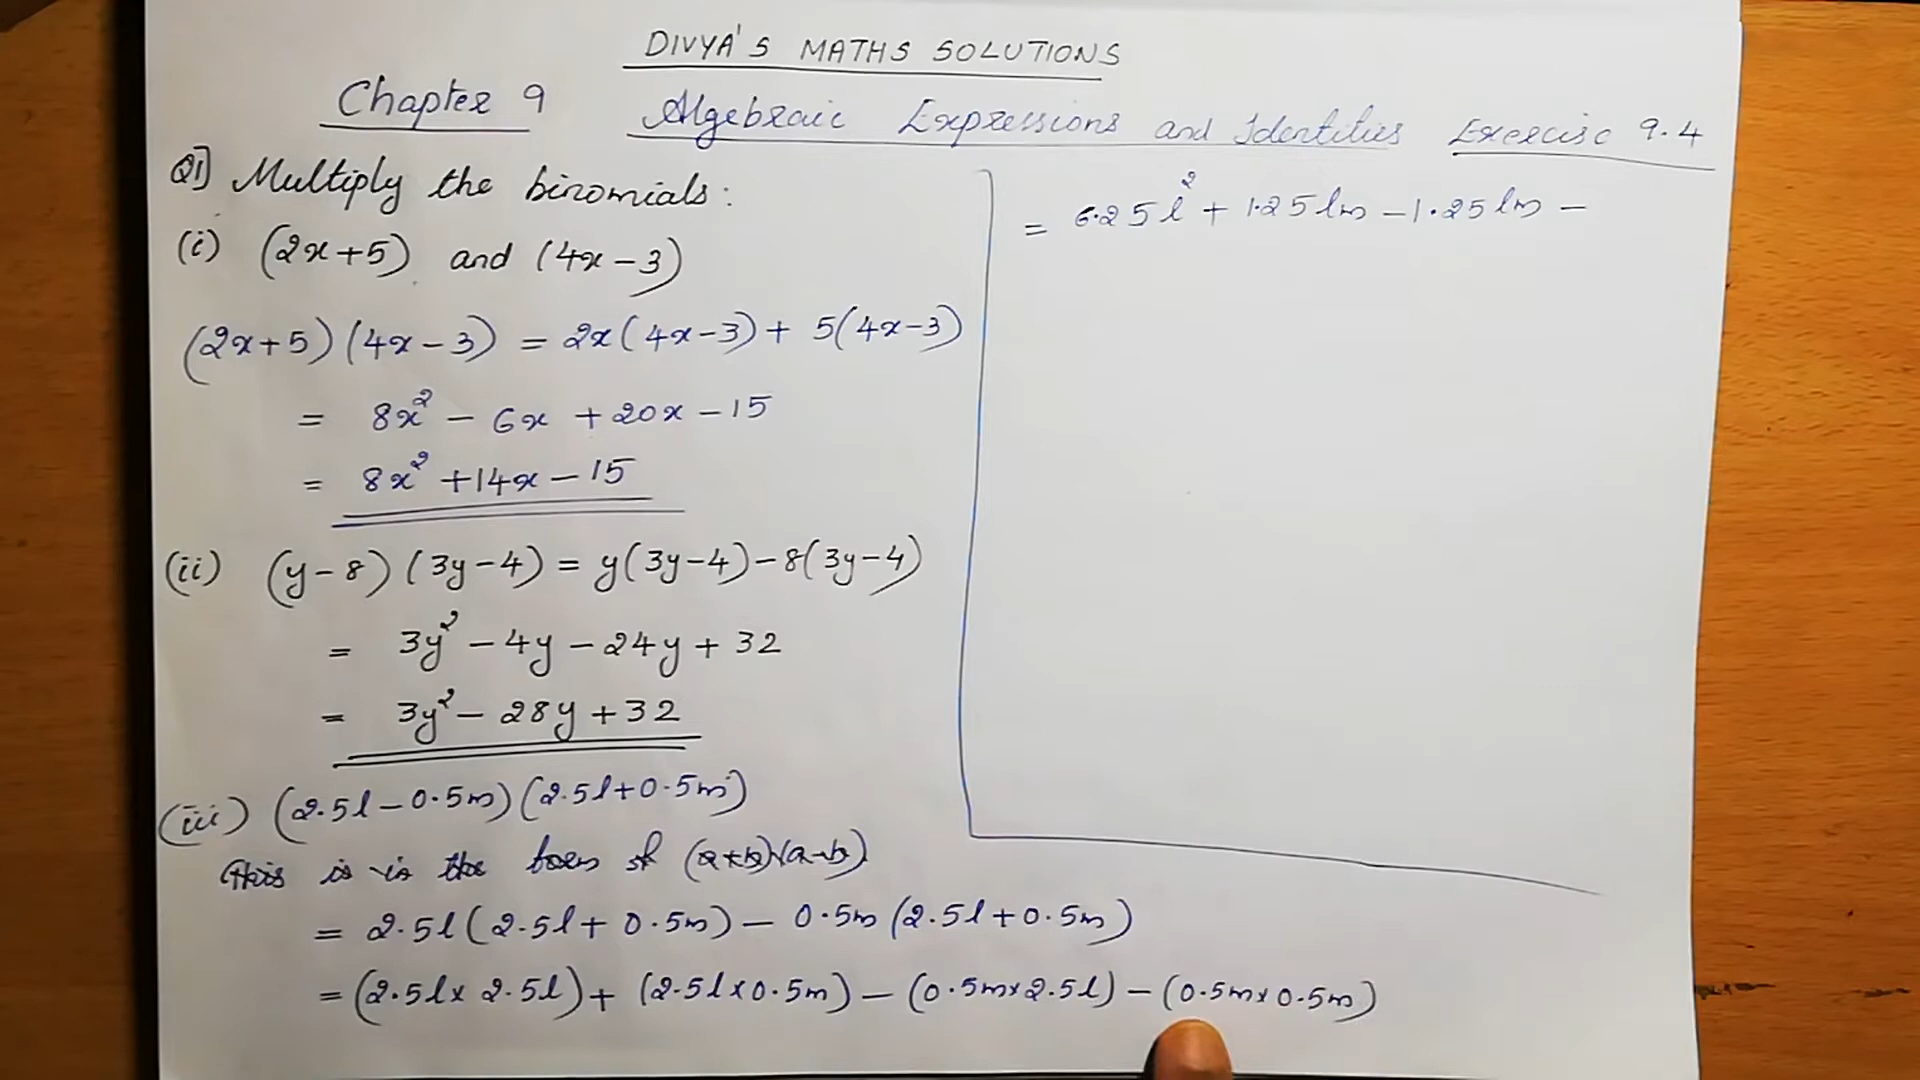 DIVYA'S MATHS SOLUTIONS
Chapter 9 Algebraic Expressions and Identities Exercise 9.4
Q1] Multiply the binomials:
(i) (2x+5) and (4x-3)
(2x+5)(4x-3) = 2x(4x-3)+ 5(4x-3)
= 8x² - 6x +20x -15
= 8x² +14x -15
(ii) (y-8)(3y-4) = y(3y-4)-8(3y-4)
= 3y² -4y -24y + 32
= 3y² - 28y +32
(iii) (2.5l-0.5m)(2.5l+0.5m)
This is in the form of (a+b)(a-b)
= 2.5l(2.5l+ 0.5m) - 0.5m (2.5l+0.5m)
= (2.5l× 2.5l)+ (2.5l×0.5m) - (0.5m×2.5l) - (0.5m×0.5m)
= 6.25l² + 1.25lm -1.25lm -